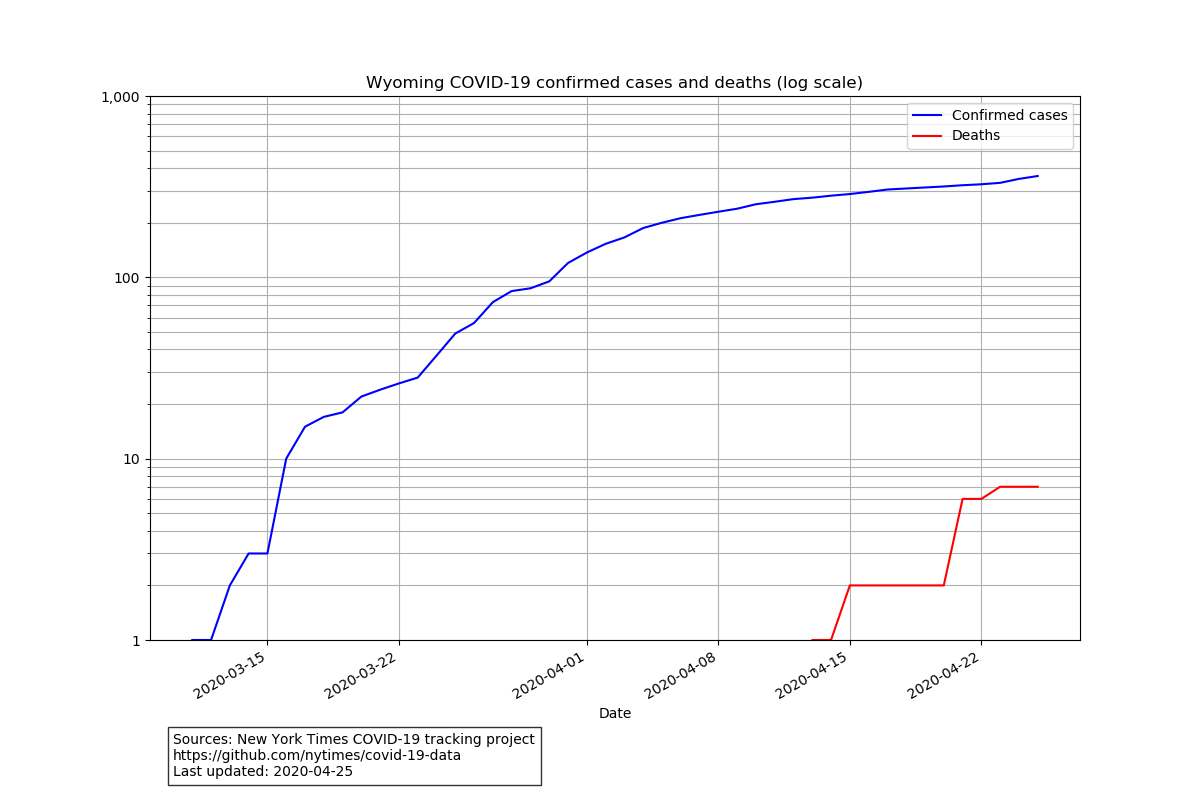 Wyoming COVID-19 confirmed cases and deaths (log scale)
1,000
100
10
1
Confirmed cases
Deaths
2020-03-15
2020-03-22
2020-04-01
2020-04-08
2020-04-15
2020-04-22
Date
Sources: New York Times COVID-19 tracking project
https://github.com/nytimes/covid-19-data
Last updated: 2020-04-25